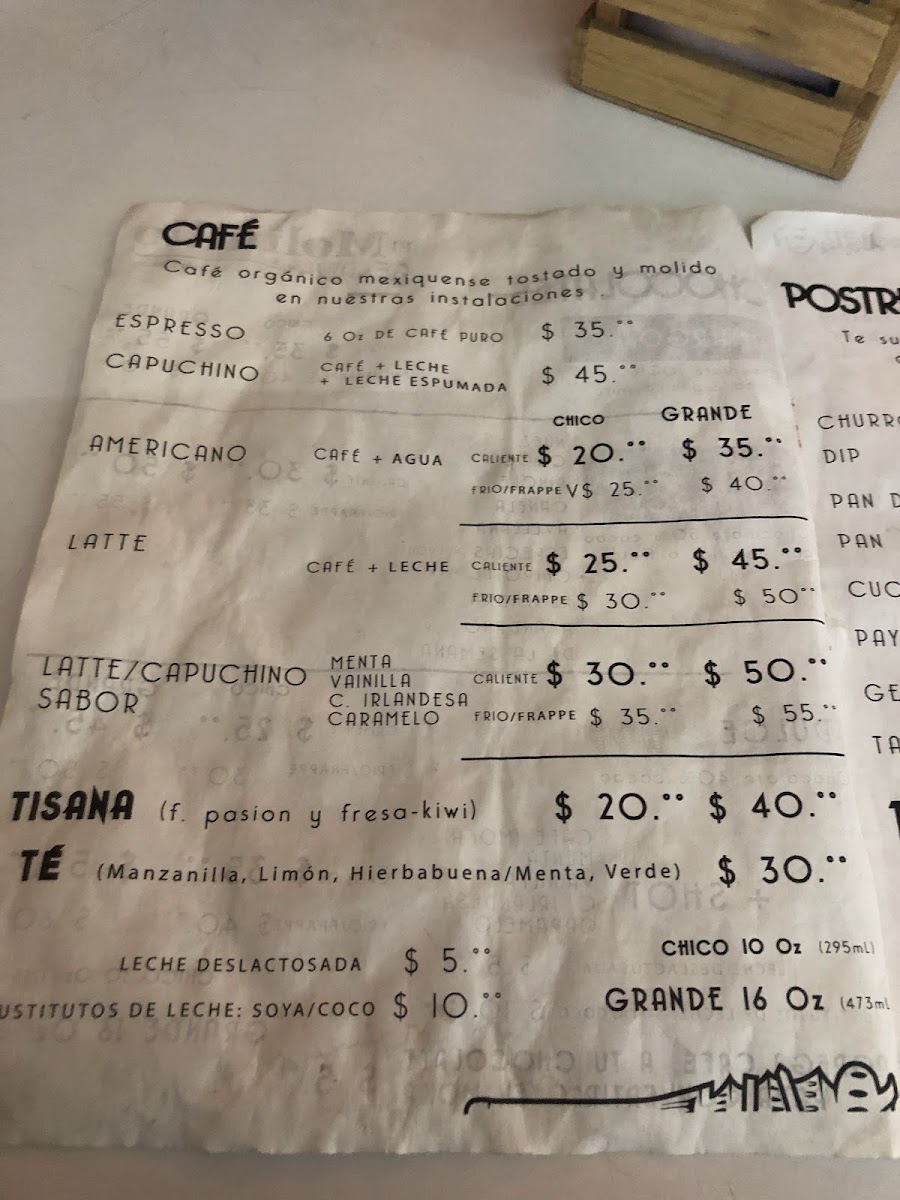 CAFÉ
Café orgánico mexiquense tostado y molido
en nuestras instalaciones .
ESPRESSO 6 Oz DE CAFÉ PURO $ 35.°°
CAPUCHINO CAFÉ + LECHE
+ LECHE ESPUMADA $ 45.°°
CHICO GRANDE
AMERICANO CAFÉ + AGUA CALIENTE $ 20.°° $ 35.°°
FRIO/FRAPPE V$ 25.°° $ 40.°°
LATTE
CAFÉ + LECHE CALIENTE $ 25.°° $ 45.°°
FRIO/FRAPPE $ 30.°° $ 50°°
LATTE/CAPUCHINO
SABOR
MENTA
VAINILLA
C. IRLANDESA
CARAMELO
CALIENTE $ 30.°° $ 50.°°
FRIO/FRAPPE $ 35.°° $ 55.°°
TISANA (f. pasion y fresa-kiwi) $ 20.°° $ 40.°°
TÉ (Manzanilla, Limón, Hierbabuena/Menta, Verde) $ 30.°°
LECHE DESLACTOSADA $ 5.°°
USTITUTOS DE LECHE: SOYA/COCO $ 10.°°
CHICO 10 Oz (295mL)
GRANDE 16 Oz (473mL
POSTR
Te su
CHURR
DIP
PAN D
PAN
CUC
PAY
GE
TA